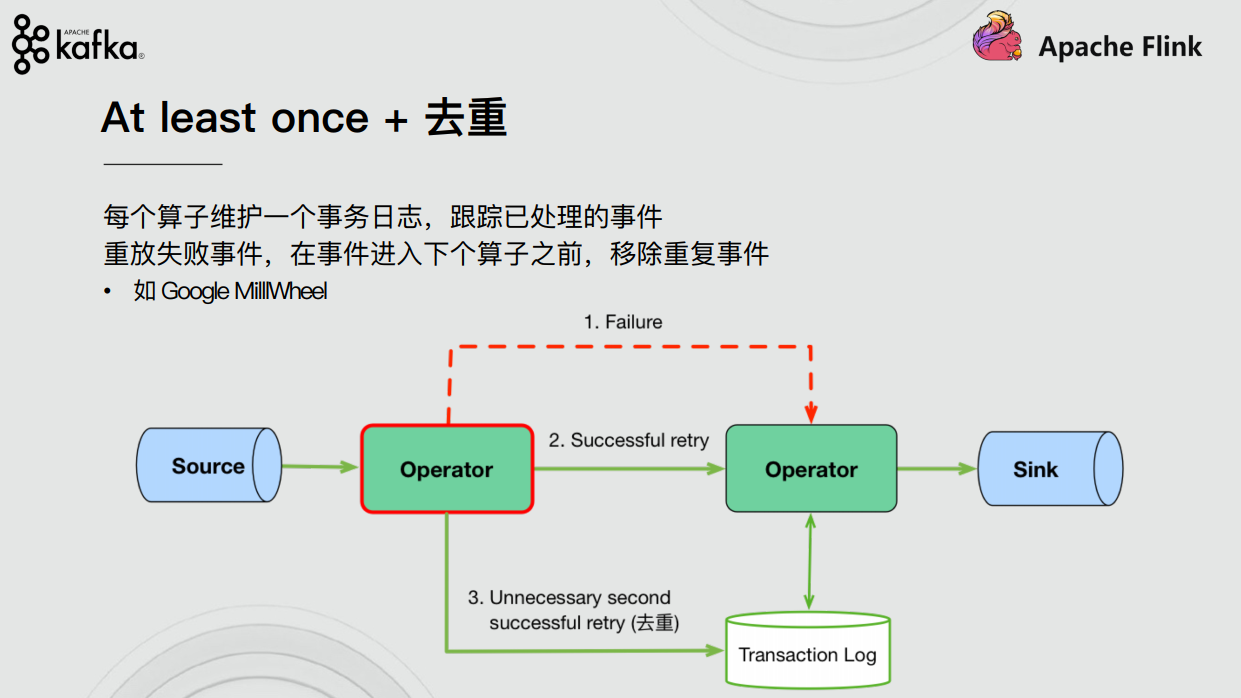 APACHE
kafka®
Apache Flink
At least once + 去重
每个算子维护一个事务日志，跟踪已处理的事件
重放失败事件，在事件进入下个算子之前，移除重复事件
• 如 Google MillWheel
1. Failure
2. Successful retry
Source
Operator
Operator
Sink
3. Unnecessary second
successful retry (去重)
Transaction Log